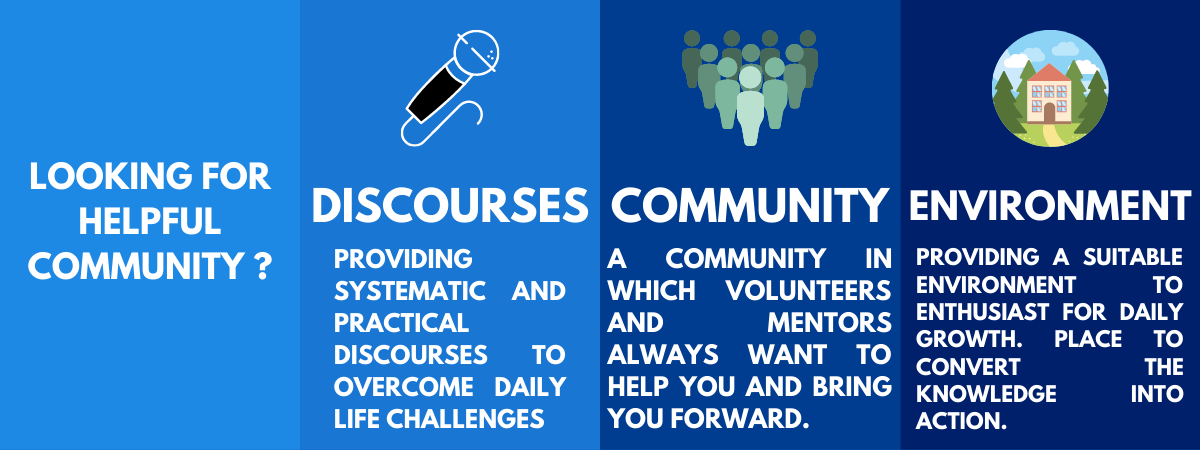 LOOKING FOR
HELPFUL
COMMUNITY ?
DISCOURSES
PROVIDING
SYSTEMATIC AND
PRACTICAL
DISCOURSES TO
OVERCOME DAILY
LIFE CHALLENGES
COMMUNITY
A COMMUNITY IN
WHICH VOLUNTEERS
AND MENTORS
ALWAYS WANT TO
HELP YOU AND BRING
YOU FORWARD.
ENVIRONMENT
PROVIDING A SUITABLE
ENVIRONMENT TO
ENTHUSIAST FOR DAILY
GROWTH. PLACE TO
CONVERT THE
KNOWLEDGE INTO
ACTION.